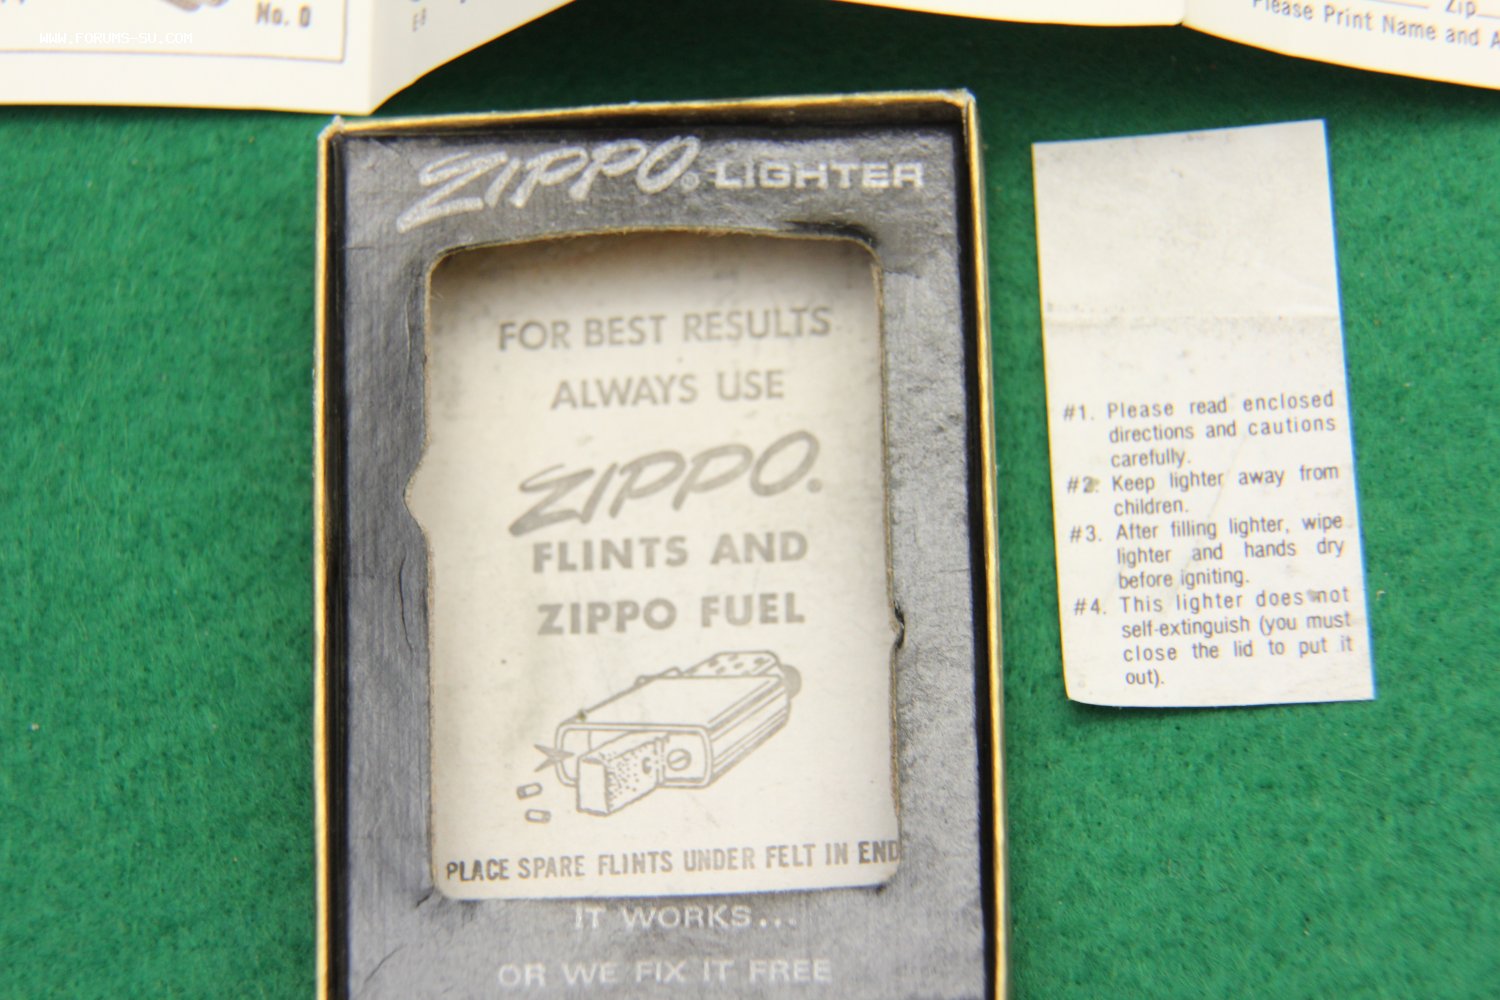 No. 0
WWW.FORUMS-SU.COM
Zip
Please Print Name and A
ZIPPO® LIGHTER
FOR BEST RESULTS
ALWAYS USE
ZIPPO®
FLINTS AND
ZIPPO FUEL
PLACE SPARE FLINTS UNDER FELT IN END
IT WORKS...
OR WE FIX IT FREE
#1. Please read enclosed
directions and cautions
carefully.
#2. Keep lighter away from
children.
#3. After filling lighter, wipe
lighter and hands dry
before igniting.
#4. This lighter does not
self-extinguish (you must
close the lid to put it
out).